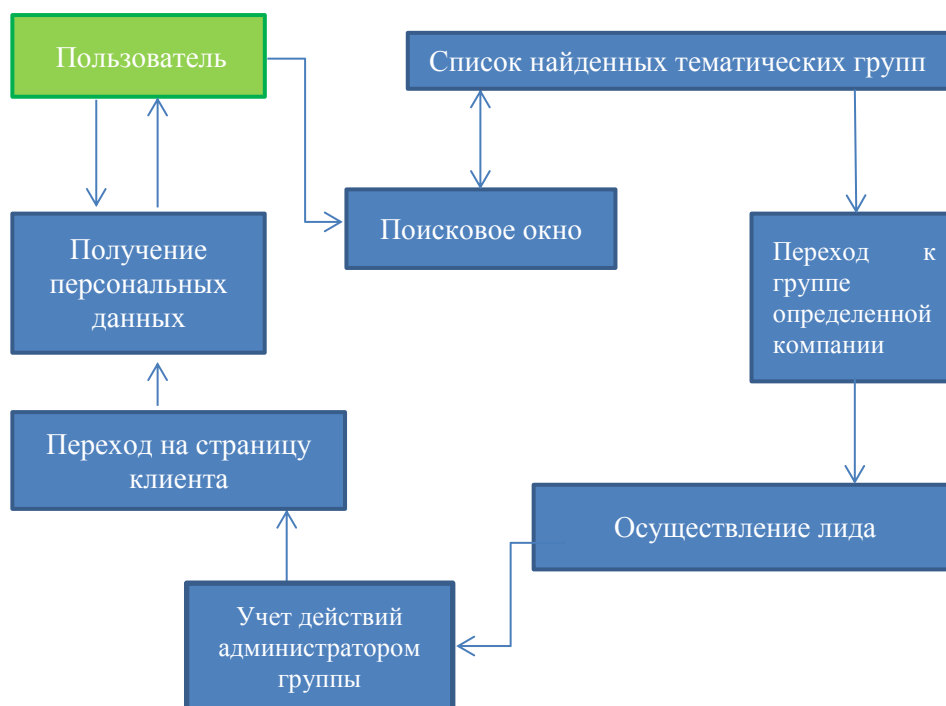 Пользователь
Список найденных тематических групп
Поисковое окно
Получение
персональных
данных
Переход к
группе
определенной
компании
Переход на страницу
клиента
Осуществление лида
Учет действий
администратором
группы